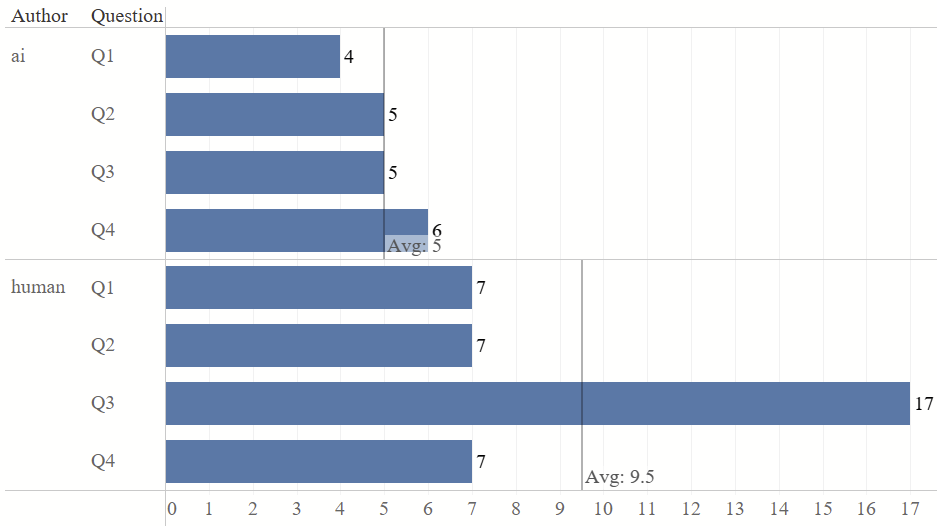 Author Question
ai Q1 4
Q2 5
Q3 5
Q4 6
Avg: 5
human Q1 7
Q2 7
Q3 17
Q4 7
Avg: 9.5
0 1 2 3 4 5 6 7 8 9 10 11 12 13 14 15 16 17